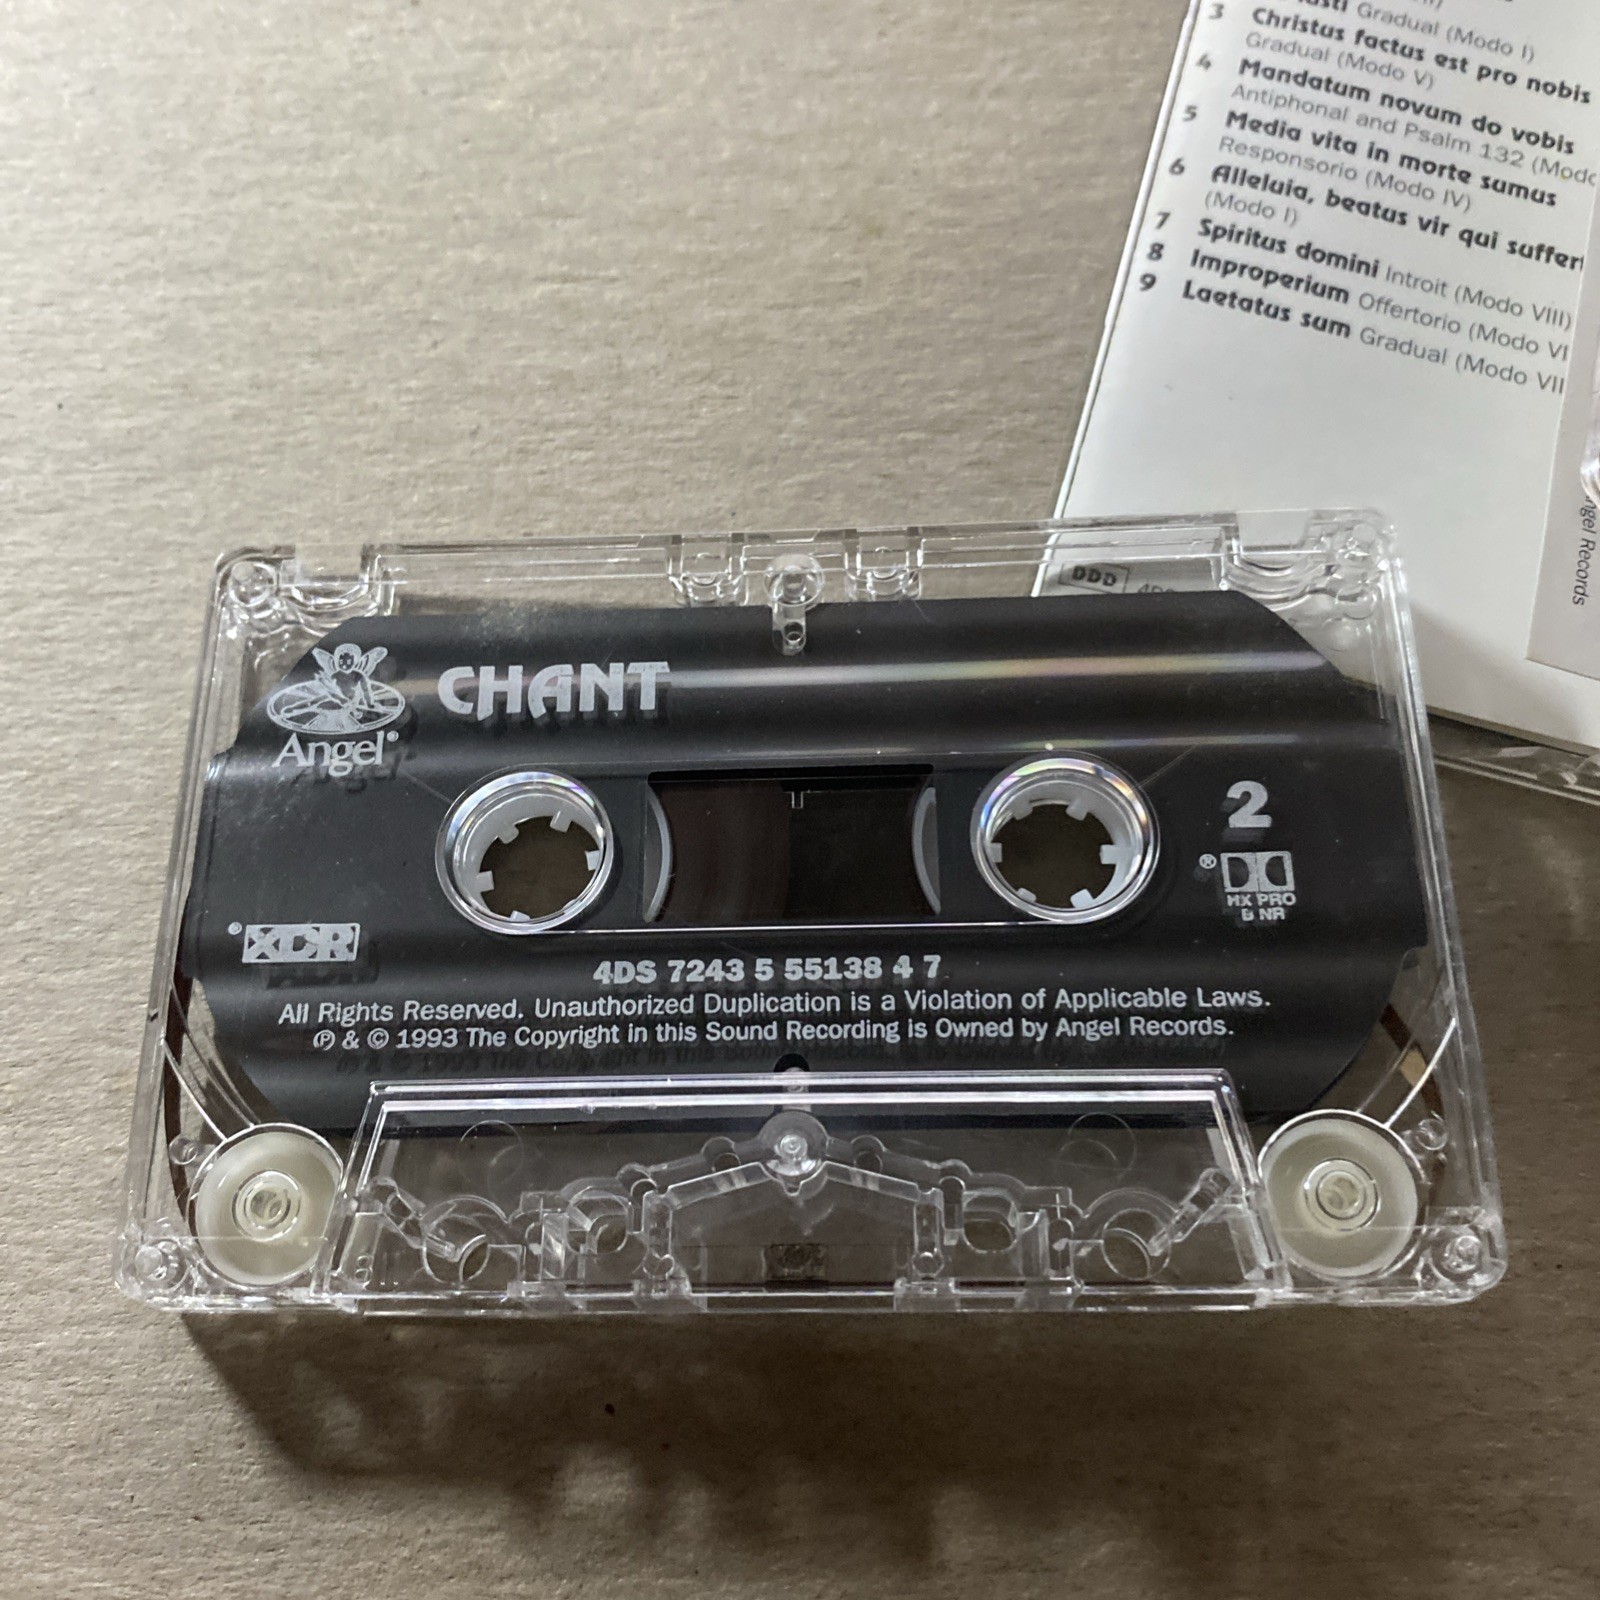 Gradual (Modo I)
3 Christus factus est pro nobis
Gradual (Modo V)
4 Mandatum novum do vobis
Antiphonal and Psalm 132
5 Media vita in morte sumus
Responsorio (Modo IV)
6 Alleluia, beatus vir qui suffert
(Modo I)
7 Spiritus domini Introit (Modo VIII)
8 Improperium Offertorio (Modo
9 Laetatus sum Gradual (Modo
Records
DDD
CHANT
Angel®
2
®
HX PRO
B NR
® XDR
4DS 7243 5 55138 4 7
All Rights Reserved. Unauthorized Duplication is a Violation of Applicable Laws.
℗ & © 1993 The Copyright in this Sound Recording is Owned by Angel Records.